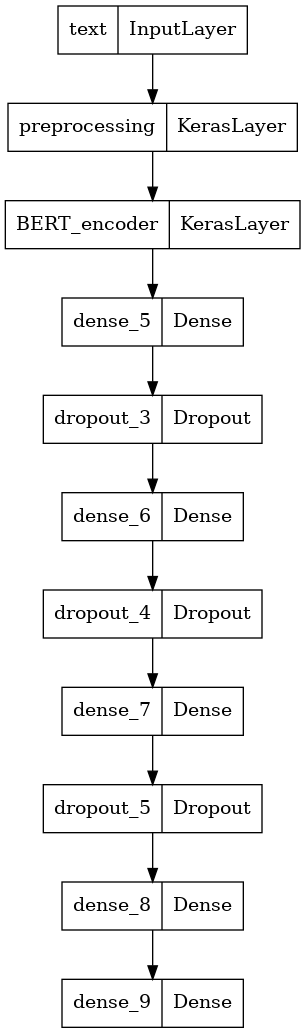 text InputLayer
preprocessing KerasLayer
BERT_encoder KerasLayer
dense_5 Dense
dropout_3 Dropout
dense_6 Dense
dropout_4 Dropout
dense_7 Dense
dropout_5 Dropout
dense_8 Dense
dense_9 Dense